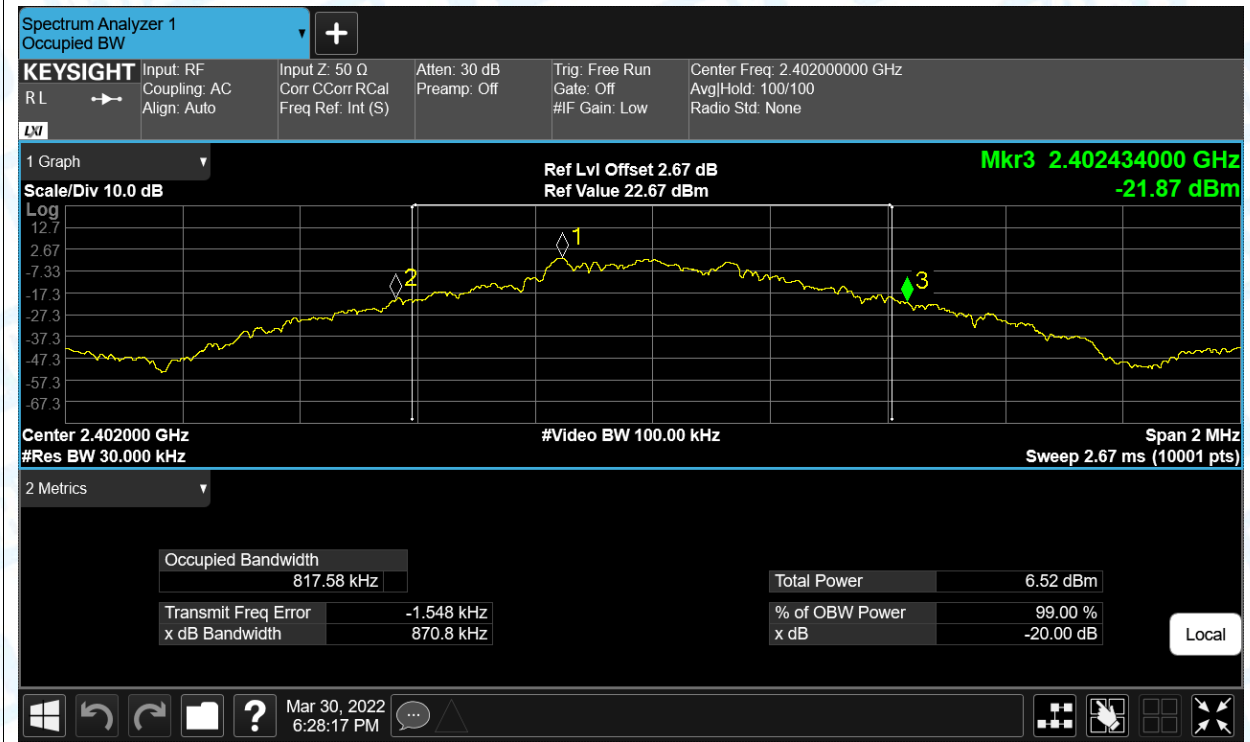 Spectrum Analyzer 1
Occupied BW
KEYSIGHT
R L
LXI
Input: RF
Coupling: AC
Align: Auto
Input Z: 50 Ω
Corr CCorr RCal
Freq Ref: Int (S)
Atten: 30 dB
Preamp: Off
Trig: Free Run
Gate: Off
#IF Gain: Low
Center Freq: 2.402000000 GHz
Avg|Hold: 100/100
Radio Std: None
1 Graph
Scale/Div 10.0 dB
Ref Lvl Offset 2.67 dB
Ref Value 22.67 dBm
Mkr3 2.402434000 GHz
-21.87 dBm
Log
12.7
2.67
-7.33
-17.3
-27.3
-37.3
-47.3
-57.3
-67.3
1
2
3
Center 2.402000 GHz
#Res BW 30.000 kHz
#Video BW 100.00 kHz
Span 2 MHz
Sweep 2.67 ms (10001 pts)
2 Metrics
Occupied Bandwidth
817.58 kHz
Transmit Freq Error -1.548 kHz
x dB Bandwidth 870.8 kHz
Total Power 6.52 dBm
% of OBW Power 99.00 %
x dB -20.00 dB
Local
?
Mar 30, 2022
6:28:17 PM